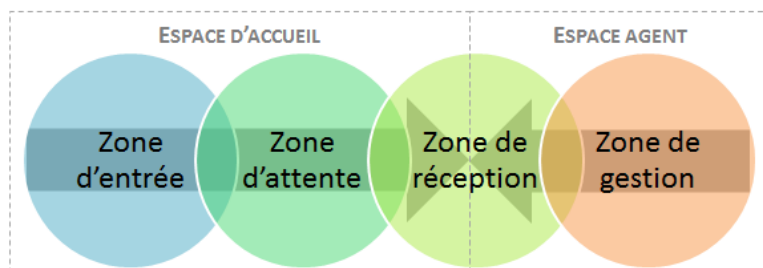 ESPACE D'ACCUEIL
ESPACE AGENT
Zone
d'entrée
Zone
d'attente
Zone de
réception
Zone de
gestion